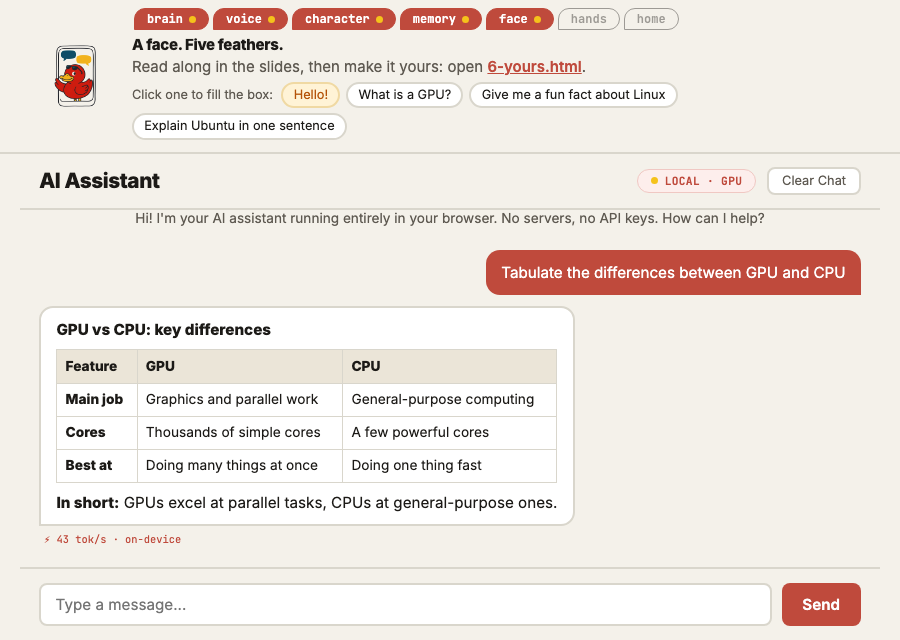 brain
voice
character
memory
face
hands
home
A face. Five feathers.
Read along in the slides, then make it yours: open 6-yours.html.
Click one to fill the box: Hello! What is a GPU? Give me a fun fact about Linux
Explain Ubuntu in one sentence
AI Assistant
LOCAL · GPU
Clear Chat
Hi! I'm your AI assistant running entirely in your browser. No servers, no API keys. How can I help?
Tabulate the differences between GPU and CPU
GPU vs CPU: key differences
Feature GPU CPU
Main job Graphics and parallel work General-purpose computing
Cores Thousands of simple cores A few powerful cores
Best at Doing many things at once Doing one thing fast
In short: GPUs excel at parallel tasks, CPUs at general-purpose ones.
⚡ 43 tok/s · on-device
Type a message...
Send